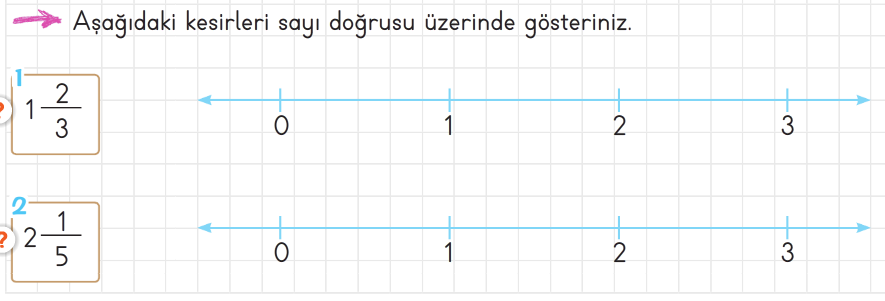 Aşağıdaki kesirleri sayı doğrusu üzerinde gösteriniz.
1
?
1 2/3
0 1 2 3
2
?
2 1/5
0 1 2 3